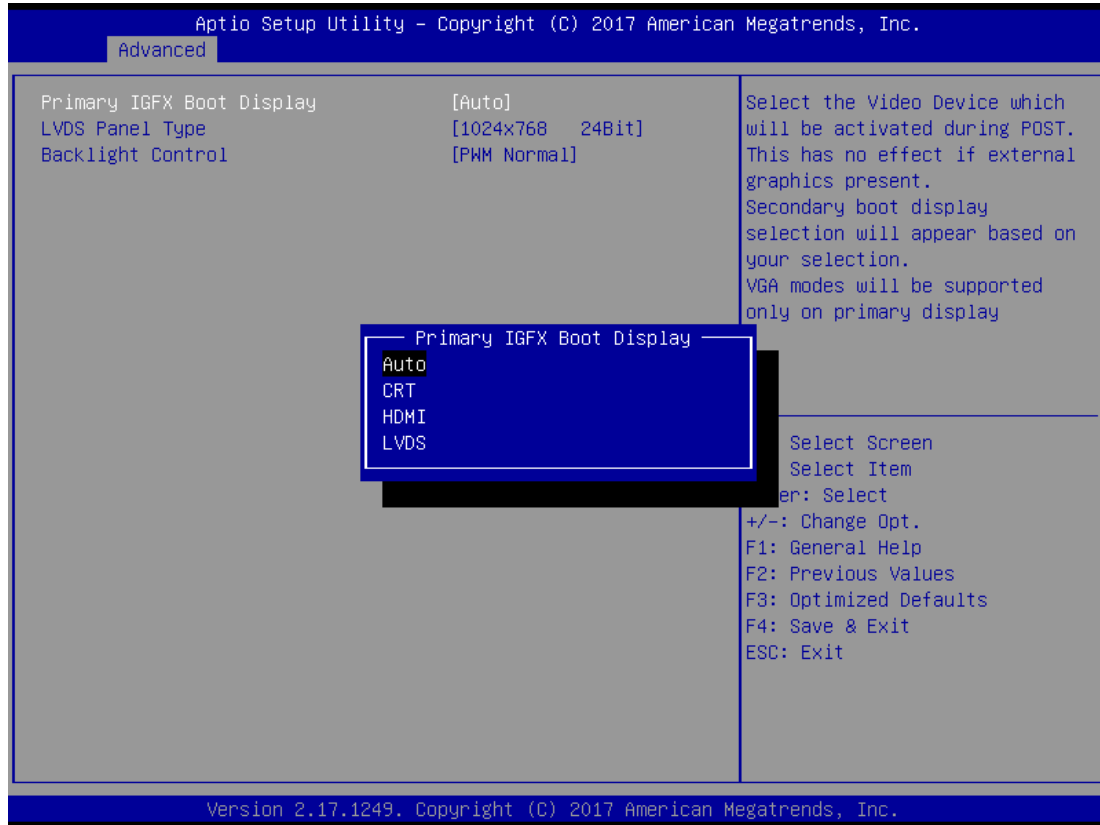 Aptio Setup Utility – Copyright (C) 2017 American Megatrends, Inc.
Advanced
Primary IGFX Boot Display [Auto]
LVDS Panel Type [1024x768 24Bit]
Backlight Control [PWM Normal]
Select the Video Device which
will be activated during POST.
This has no effect if external
graphics present.
Secondary boot display
selection will appear based on
your selection.
VGA modes will be supported
only on primary display
Primary IGFX Boot Display
Auto
CRT
HDMI
LVDS
Select Screen
Select Item
er: Select
+/-: Change Opt.
F1: General Help
F2: Previous Values
F3: Optimized Defaults
F4: Save & Exit
ESC: Exit
Version 2.17.1249. Copyright (C) 2017 American Megatrends, Inc.